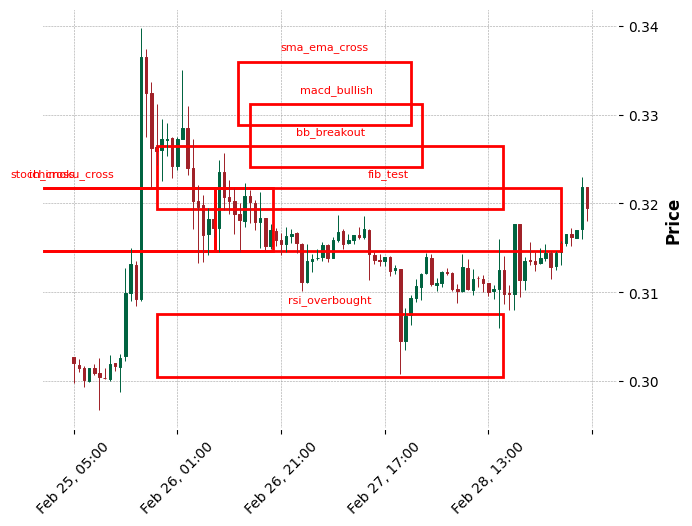 0.34
sma_ema_cross
macd_bullish
0.33
bb_breakout
fib_test
0.32
Price
0.31
rsi_overbought
0.30
Feb 25, 05:00
Feb 26, 01:00
Feb 26, 21:00
Feb 27, 17:00
Feb 28, 13:00